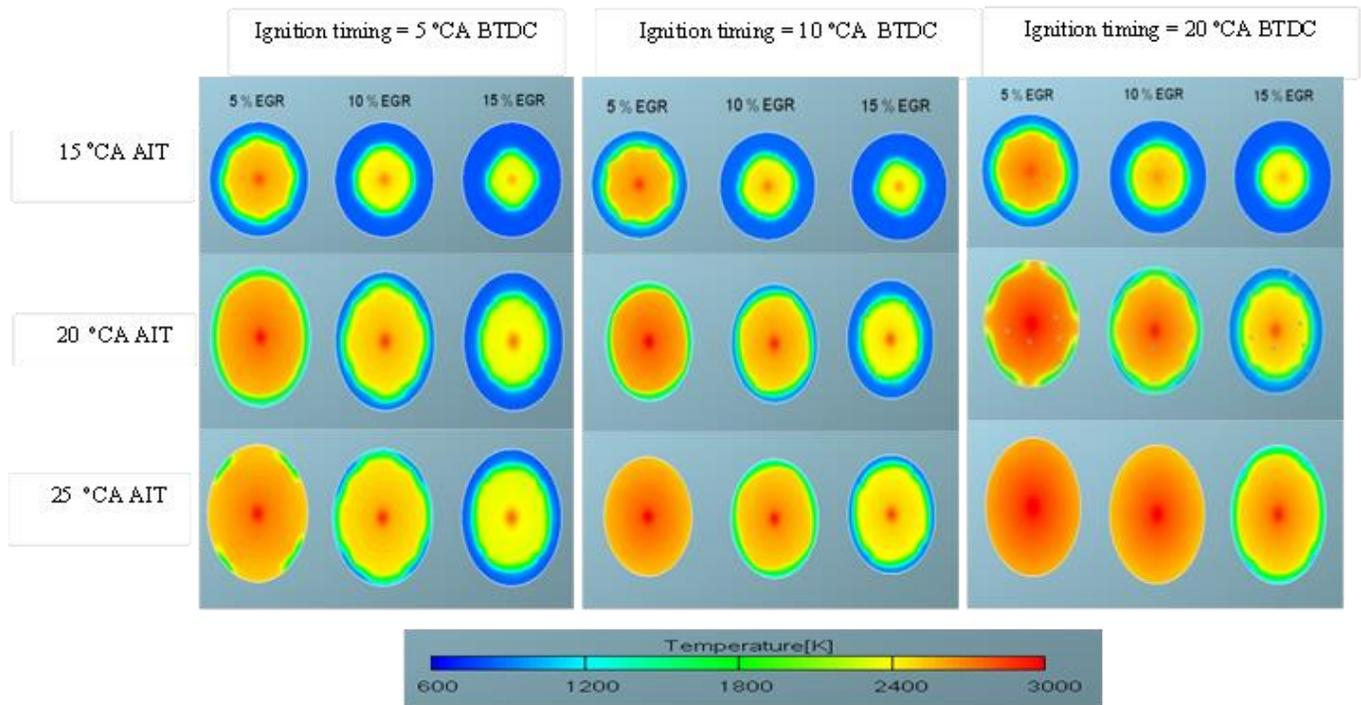 Ignition timing = 5 °CA BTDC
Ignition timing = 10 °CA BTDC
Ignition timing = 20 °CA BTDC
5 % EGR 10 % EGR 15 % EGR
5 % EGR 10 % EGR 15 % EGR
5 % EGR 10 % EGR 15 % EGR
15 °CA AIT
20 °CA AIT
25 °CA AIT
Temperature[K]
600 1200 1800 2400 3000